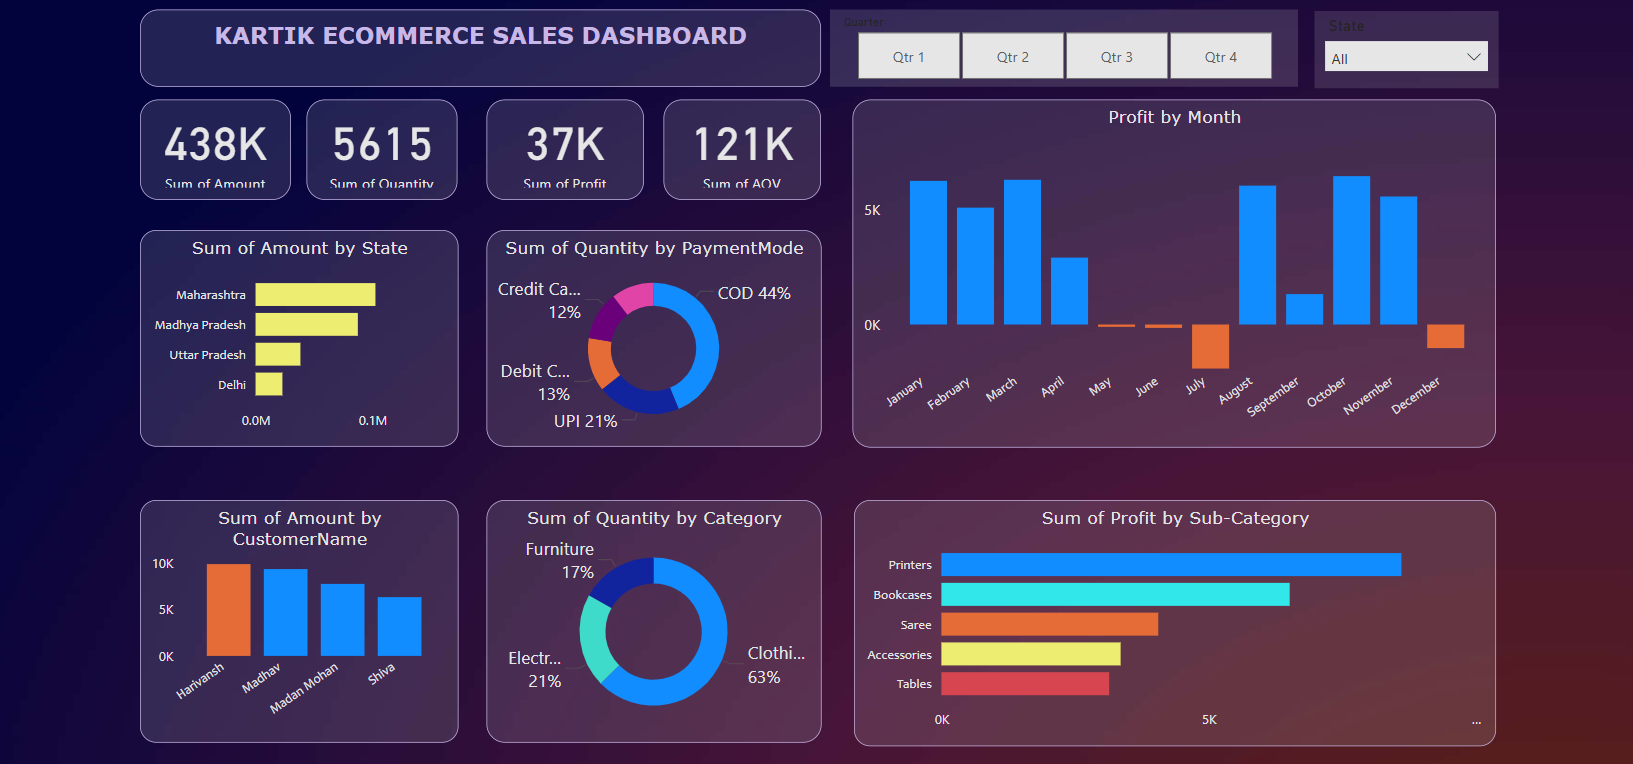 KARTIK ECOMMERCE SALES DASHBOARD
Quarter
Qtr 1
Qtr 2
Qtr 3
Qtr 4
State
All
438K
Sum of Amount
5615
Sum of Quantity
37K
Sum of Profit
121K
Sum of AOV
Profit by Month
5K
0K
January
February
March
April
May
June
July
August
September
October
November
December
Sum of Amount by State
Maharashtra
Madhya Pradesh
Uttar Pradesh
Delhi
0.0M
0.1M
Sum of Quantity by PaymentMode
Credit Ca...
12%
COD 44%
Debit C...
13%
UPI 21%
Sum of Amount by
CustomerName
10K
5K
0K
Harivansh
Madhav
Madan Mohan
Shiva
Sum of Quantity by Category
Furniture
17%
Electr...
21%
Clothi...
63%
Sum of Profit by Sub-Category
Printers
Bookcases
Saree
Accessories
Tables
0K
5K
...